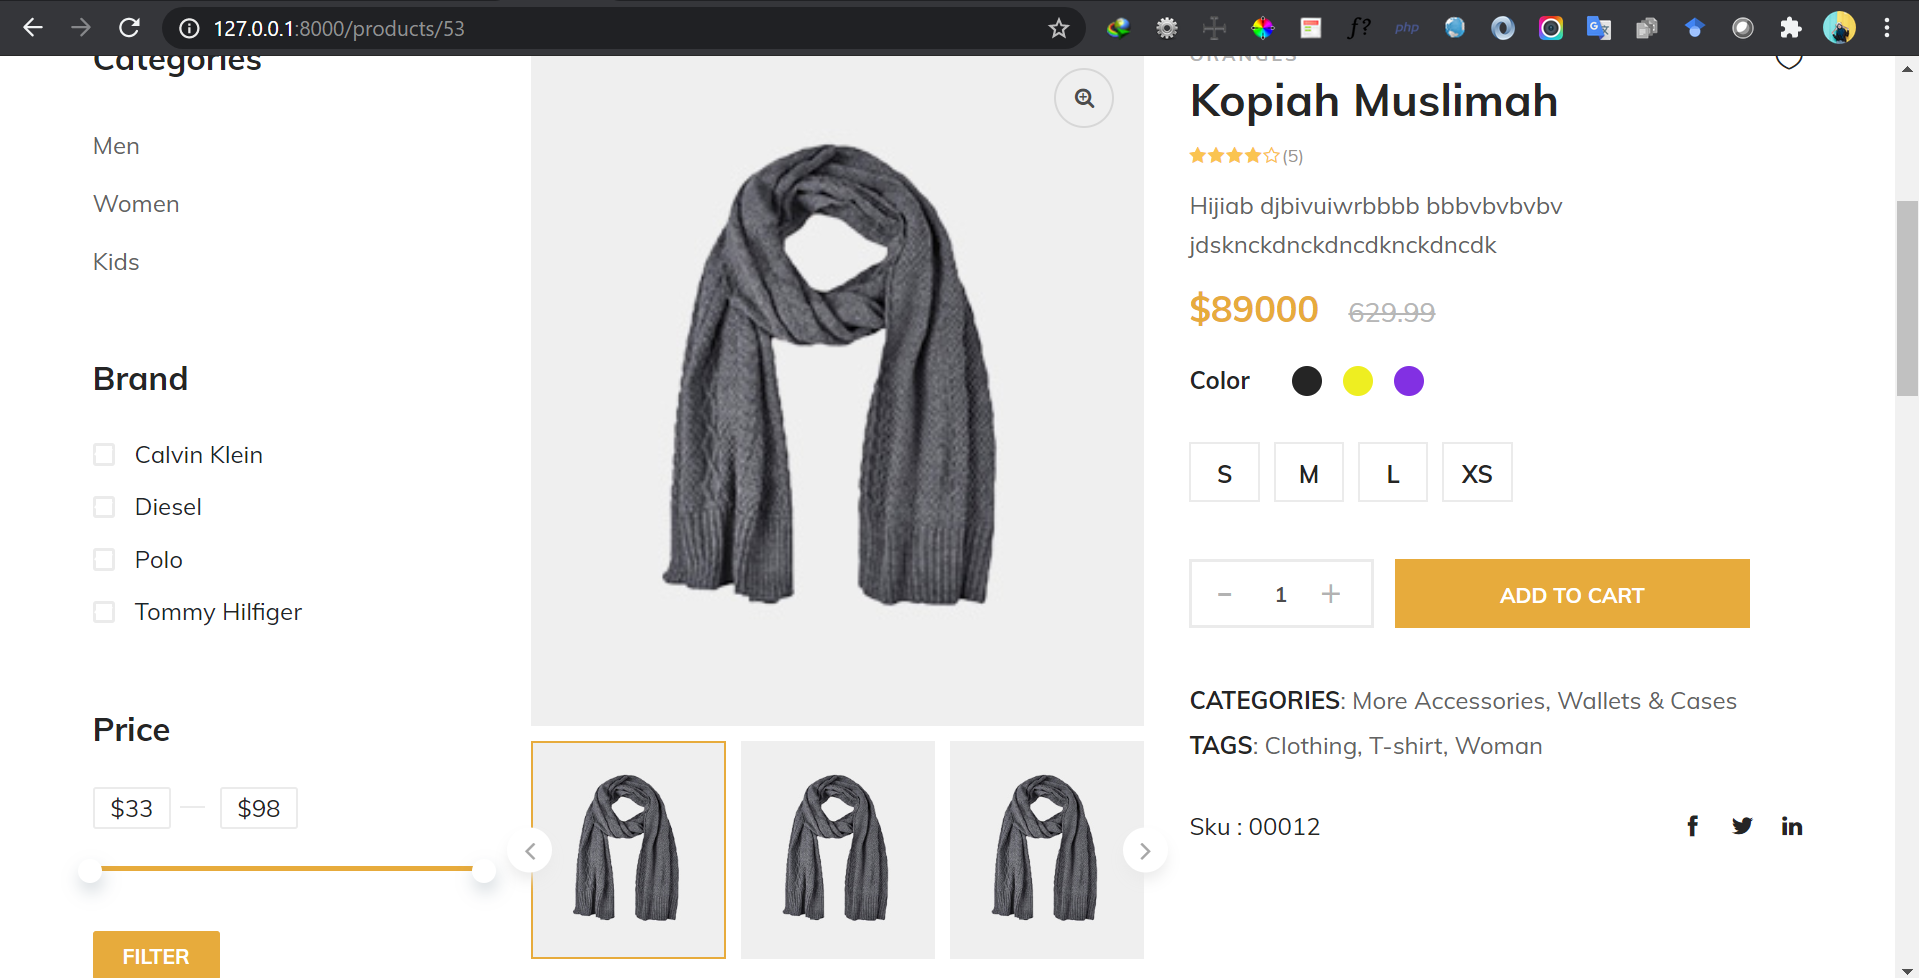 127.0.0.1:8000/products/53
Categories
Men
Women
Kids
Brand
Calvin Klein
Diesel
Polo
Tommy Hilfiger
Price
$33
$98
FILTER
ORANGES
Kopiah Muslimah
(5)
Hijiab djbivuiwrbbbb bbbvbvbvbv
jdsknckdnckdncdknckdncdk
$89000 629.99
Color
S M L XS
- 1 +
ADD TO CART
CATEGORIES: More Accessories, Wallets & Cases
TAGS: Clothing, T-shirt, Woman
Sku : 00012